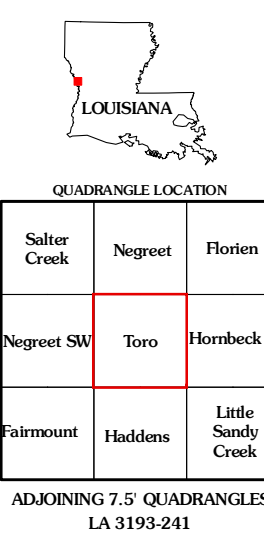 LOUISIANA
QUADRANGLE LOCATION
Salter
Creek
Negreet
Florien
Negreet SW
Toro
Hornbeck
Fairmount
Haddens
Little
Sandy
Creek
ADJOINING 7.5' QUADRANGLES
LA 3193-241